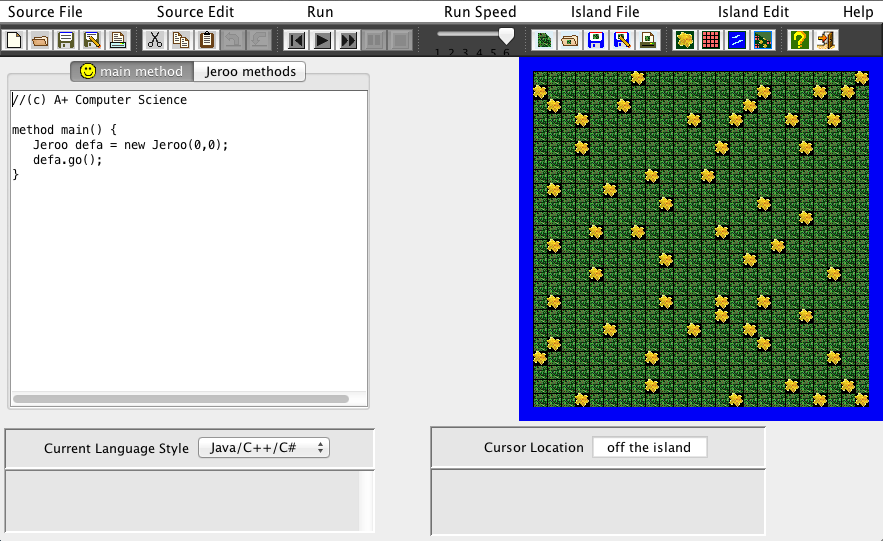 Source File Source Edit Run Run Speed Island File Island Edit Help
1 2 3 4 5 6
?
main method Jeroo methods
//(c) A+ Computer Science
method main() {
Jeroo defa = new Jeroo(0,0);
defa.go();
}
Current Language Style Java/C++/C#
Cursor Location off the island